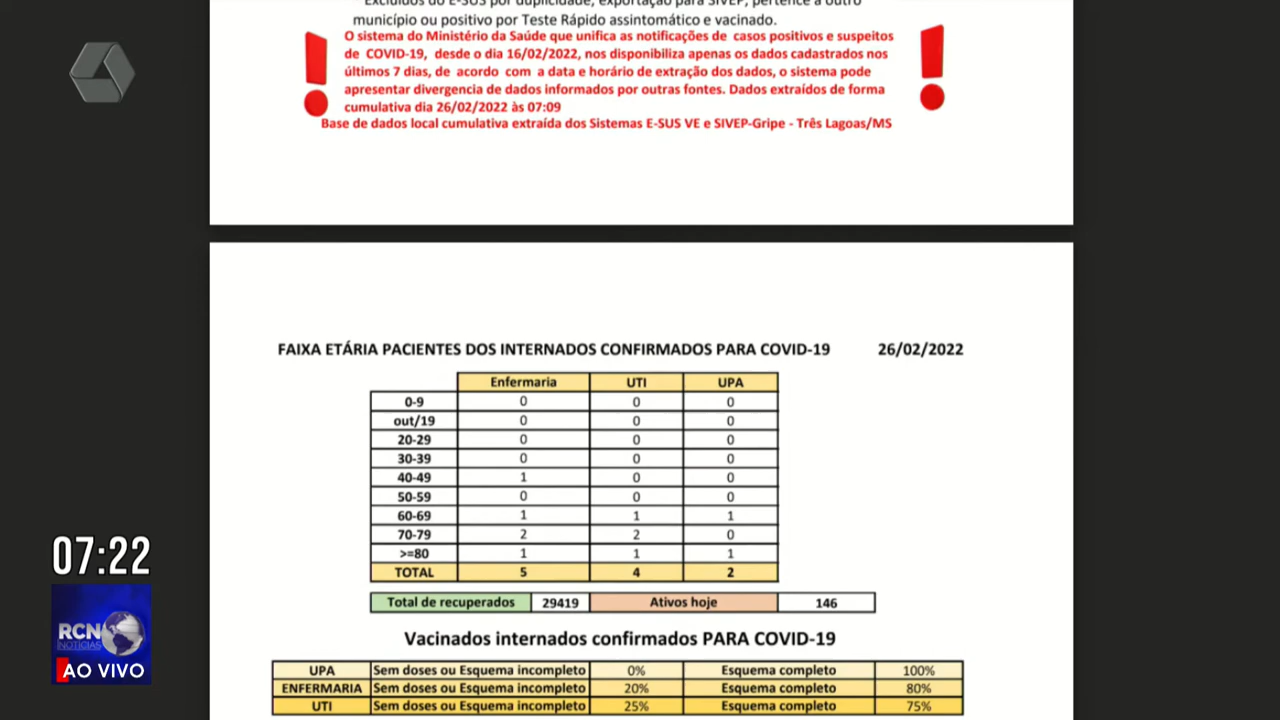 Excluídos do E-SUS por duplicidade, exportação para SIVEP, pertence a outro
município ou positivo por Teste Rápido assintomático e vacinado.
O sistema do Ministério da Saúde que unifica as notificações de casos positivos e suspeitos
de COVID-19, desde o dia 16/02/2022, nos disponibiliza apenas os dados cadastrados nos
últimos 7 dias, de acordo com a data e horário de extração dos dados, o sistema pode
apresentar divergencia de dados informados por outras fontes. Dados extraídos de forma
cumulativa dia 26/02/2022 às 07:09
Base de dados local cumulativa extraída dos Sistemas E-SUS VE e SIVEP-Gripe - Três Lagoas/MS
FAIXA ETÁRIA PACIENTES DOS INTERNADOS CONFIRMADOS PARA COVID-19 26/02/2022
Enfermaria UTI UPA
0-9 0 0 0
out/19 0 0 0
20-29 0 0 0
30-39 0 0 0
40-49 1 0 0
50-59 0 0 0
60-69 1 1 1
70-79 2 2 0
>=80 1 1 1
TOTAL 5 4 2
Total de recuperados 29419 Ativos hoje 146
Vacinados internados confirmados PARA COVID-19
UPA Sem doses ou Esquema incompleto 0% Esquema completo 100%
ENFERMARIA Sem doses ou Esquema incompleto 20% Esquema completo 80%
UTI Sem doses ou Esquema incompleto 25% Esquema completo 75%
07:22
RCN
NOTÍCIAS
AO VIVO